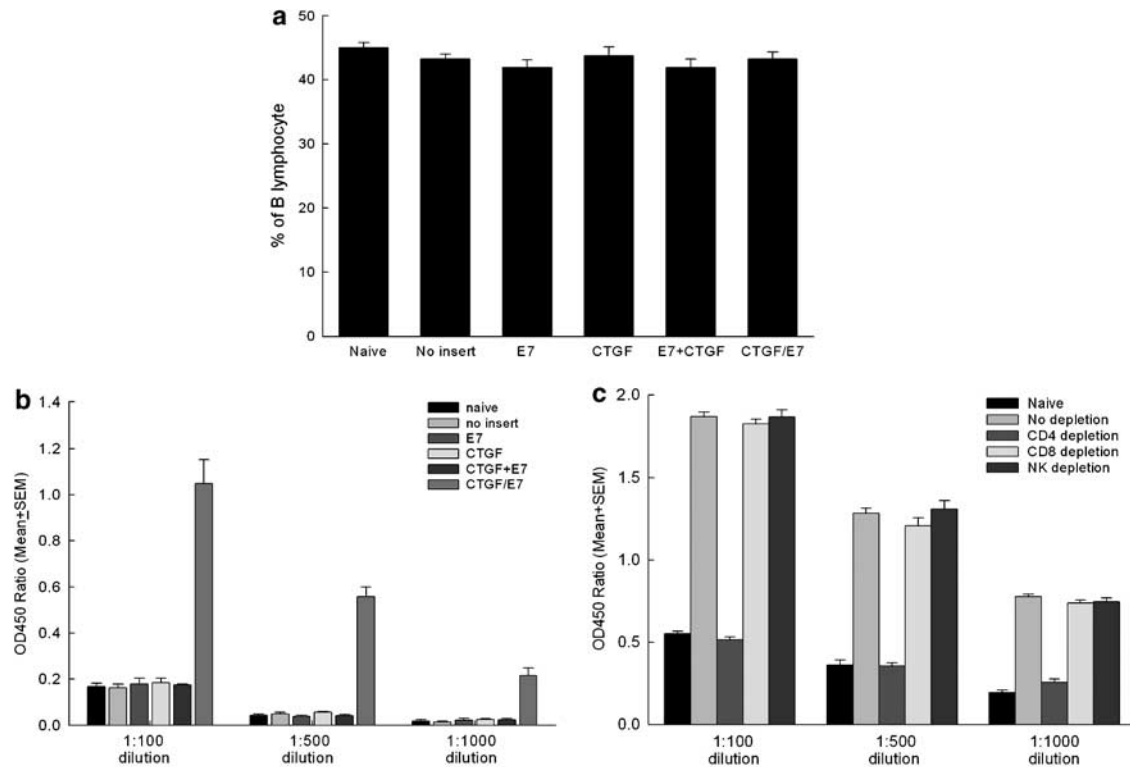 a
50
40
30
20
10
0
% of B lymphocyte
Naive No insert E7 CTGF E7+CTGF CTGF/E7
b
1.4
1.2
1.0
0.8
0.6
0.4
0.2
0.0
OD450 Ratio (Mean±SEM)
naive
no insert
E7
CTGF
CTGF+E7
CTGF/E7
1:100 dilution
1:500 dilution
1:1000 dilution
c
2.0
1.5
1.0
0.5
0.0
OD450 Ratio (Mean+SEM)
Naive
No depletion
CD4 depletion
CD8 depletion
NK depletion
1:100 dilution
1:500 dilution
1:1000 dilution